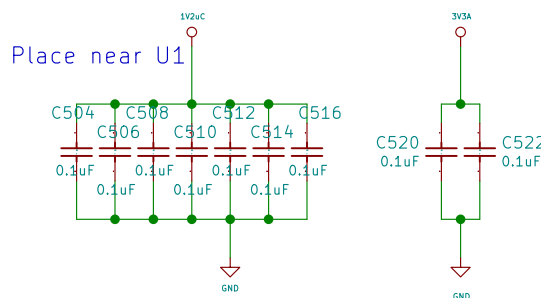 1V2uC
3V3A
Place near U1
C504 C508 C512 C516
C506 C510 C514
C520 C522
0.1uF 0.1uF
0.1uF 0.1uF 0.1uF 0.1uF
0.1uF 0.1uF 0.1uF
GND
GND